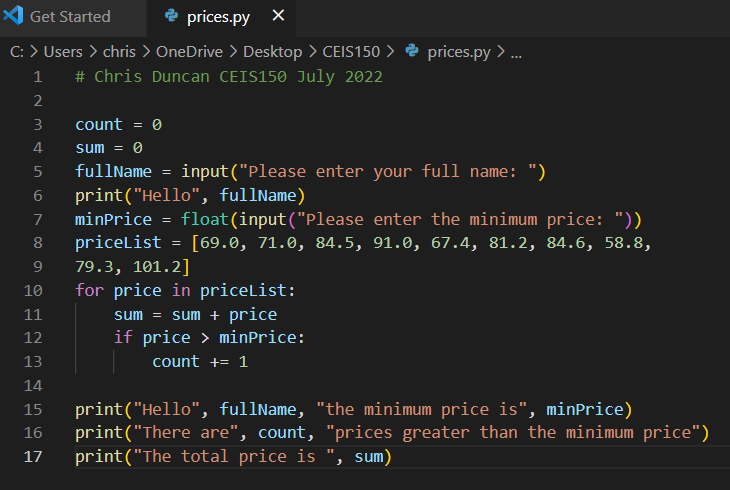 Get Started prices.py ×
C: > Users > chris > OneDrive > Desktop > CEIS150 > prices.py > ...
1 # Chris Duncan CEIS150 July 2022
2
3 count = 0
4 sum = 0
5 fullName = input("Please enter your full name: ")
6 print("Hello", fullName)
7 minPrice = float(input("Please enter the minimum price: "))
8 priceList = [69.0, 71.0, 84.5, 91.0, 67.4, 81.2, 84.6, 58.8,
9 79.3, 101.2]
10 for price in priceList:
11     sum = sum + price
12     if price > minPrice:
13         count += 1
14
15 print("Hello", fullName, "the minimum price is", minPrice)
16 print("There are", count, "prices greater than the minimum price")
17 print("The total price is ", sum)